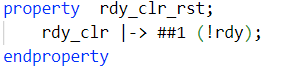 property  rdy_clr_rst;
    rdy_clr |-> ##1 (!rdy);
endproperty